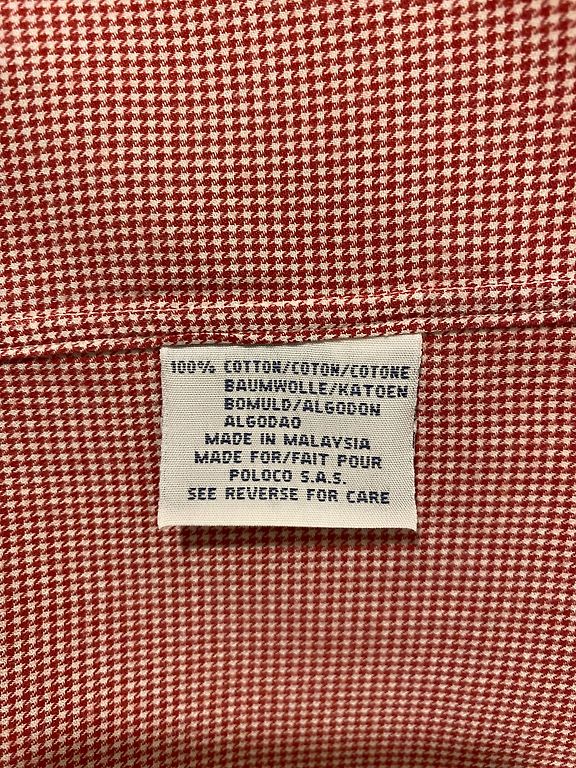 100% COTTON/COTON/COTONE
BAUMWOLLE/KATOEN
BOMULD/ALGODON
ALGODAO
MADE IN MALAYSIA
MADE FOR/FAIT POUR
POLOCO S.A.S.
SEE REVERSE FOR CARE